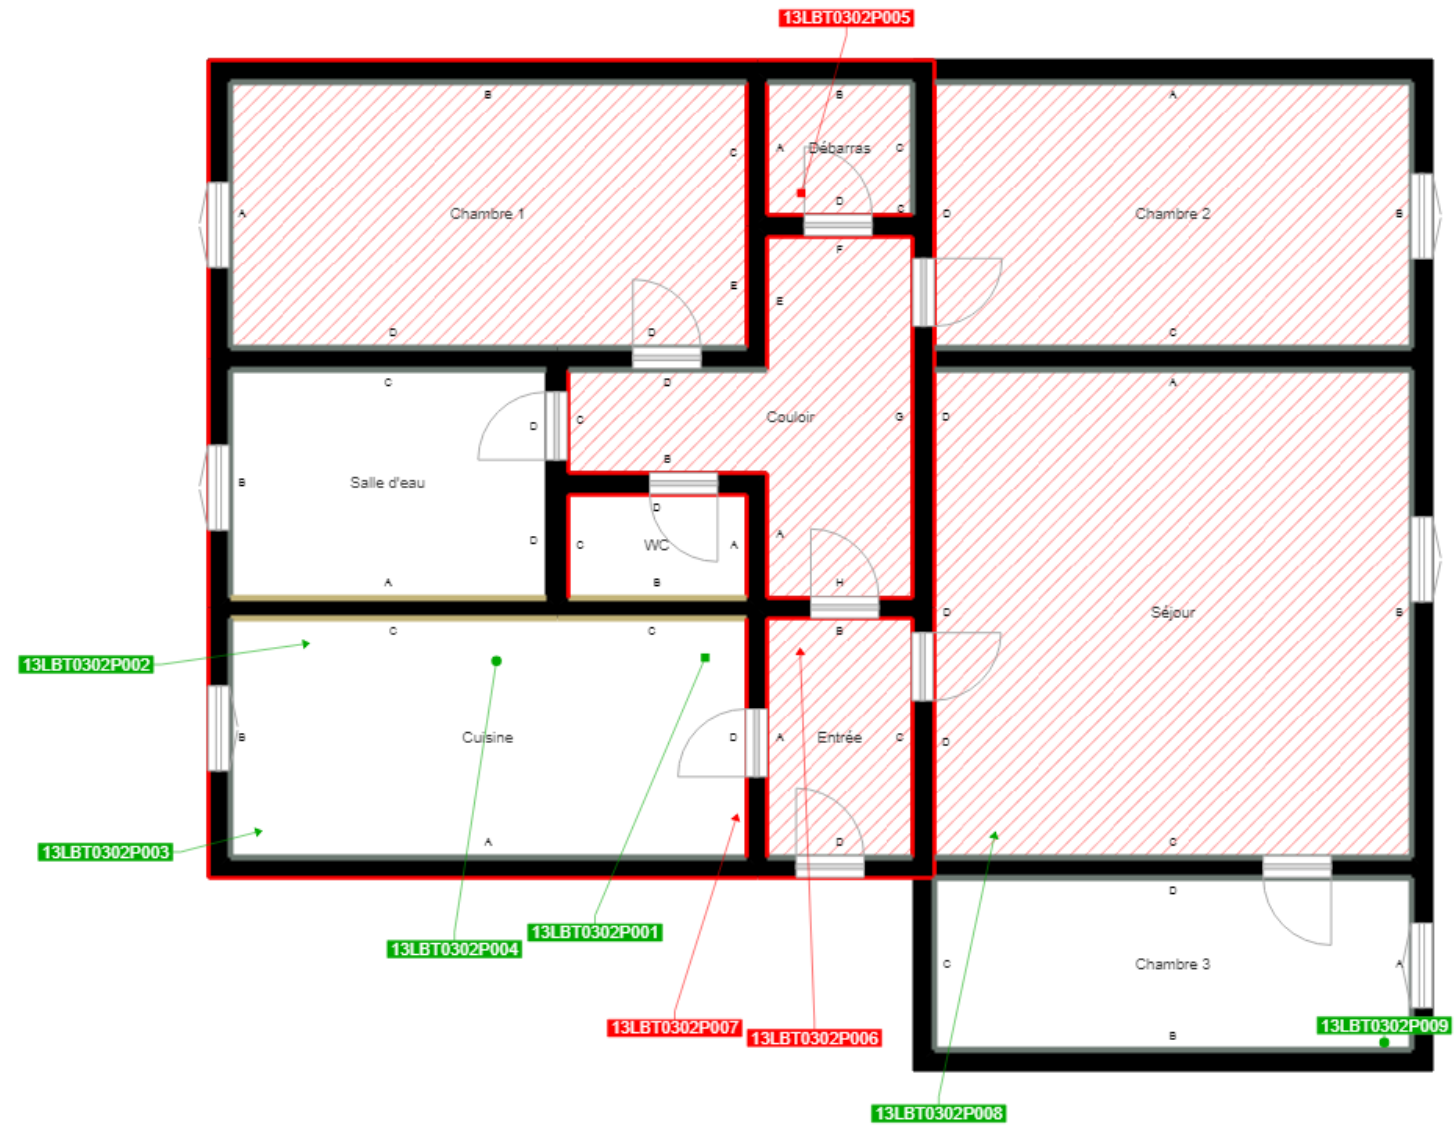 13LBT0302P005
B
B
A
C
A
Débarras
C
A
Chambre 1
D
C
D
Chambre 2
B
F
E
E
D
D
C
C
D
A
C
Couloir
G
D
D
B
B
Salle d'eau
D
D
C
WC
A
A
A
B
H
D
Séjour
B
C
C
B
13LBT0302P002
B
Cuisine
D
A
Entrée
C
D
13LBT0302P003
A
D
C
D
13LBT0302P001
13LBT0302P004
C
Chambre 3
A
13LBT0302P007
13LBT0302P006
B
13LBT0302P009
13LBT0302P008